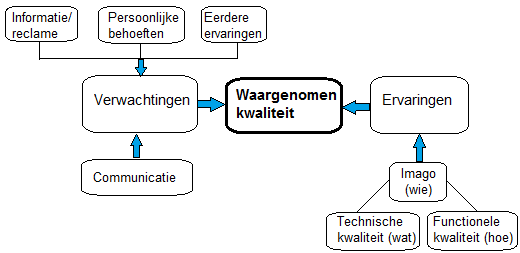 Informatie/
reclame
Persoonlijke
behoeften
Eerdere
ervaringen
Verwachtingen
Waargenomen
kwaliteit
Ervaringen
Communicatie
Imago
(wie)
Technische
kwaliteit (wat)
Functionele
kwaliteit (hoe)